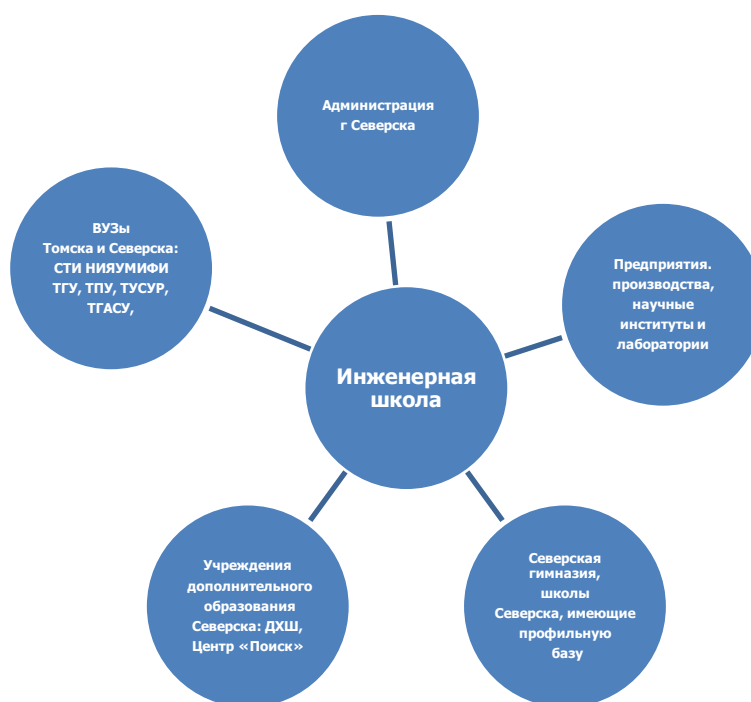 Администрация
г Северска
ВУЗы
Томска и Северска:
СТИ НИЯУМИФИ
ТГУ, ТПУ, ТУСУР,
ТГАСУ,
Предприятия.
производства,
научные
институты и
лаборатории
Инженерная
школа
Учреждения
дополнительного
образования
Северска: ДХШ,
Центр «Поиск»
Северская
гимназия,
школы
Северска, имеющие
профильную
базу